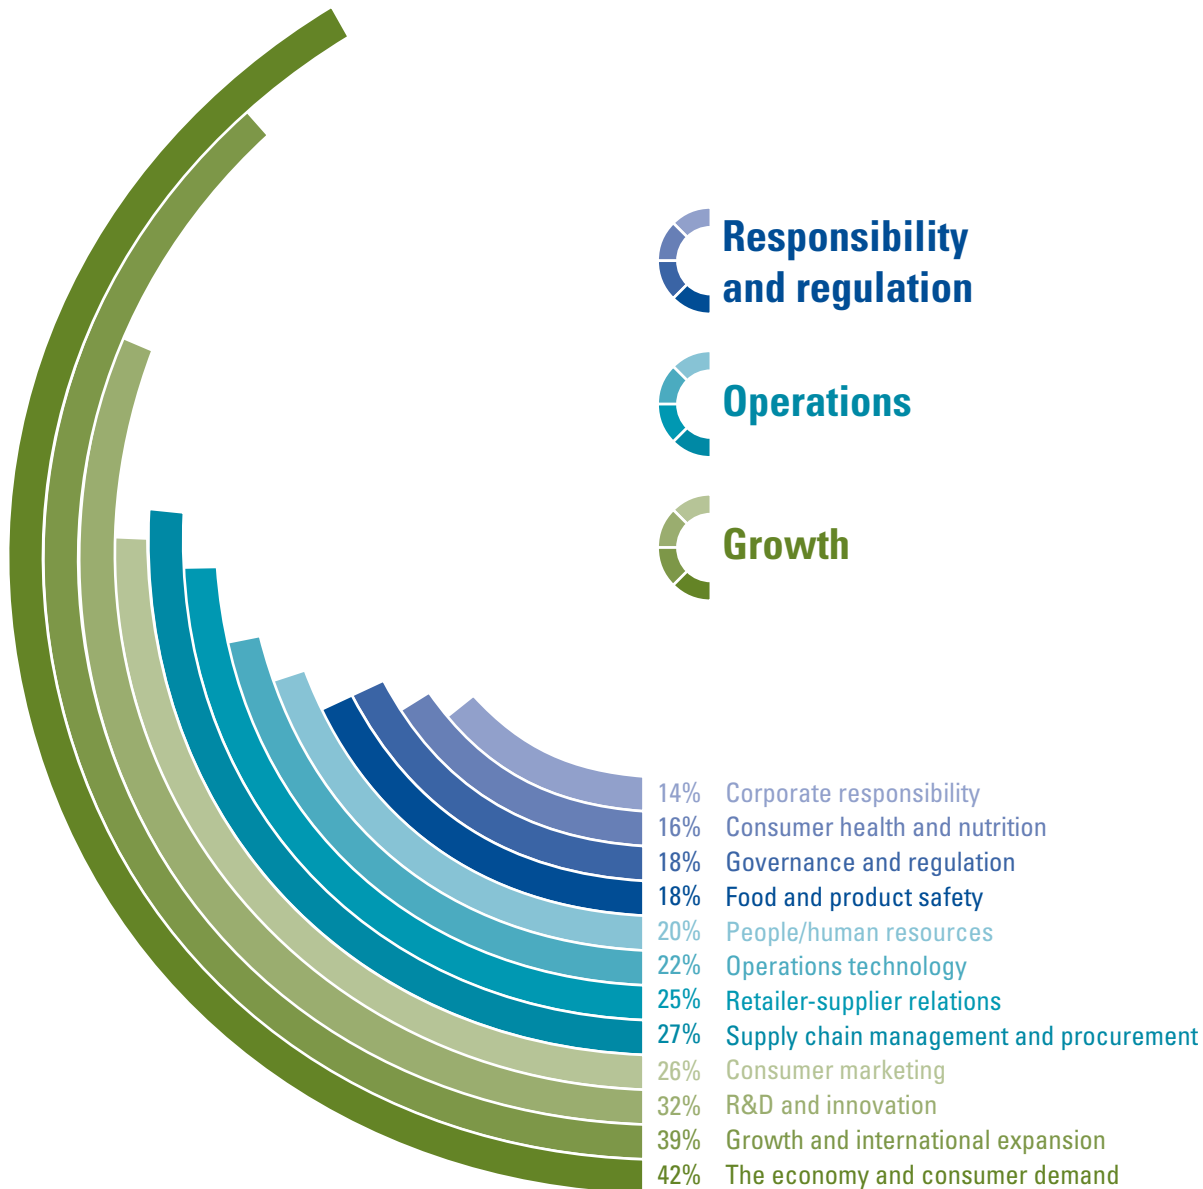 Responsibility
and regulation
Operations
Growth
14% Corporate responsibility
16% Consumer health and nutrition
18% Governance and regulation
18% Food and product safety
20% People/human resources
22% Operations technology
25% Retailer-supplier relations
27% Supply chain management and procurement
26% Consumer marketing
32% R&D and innovation
39% Growth and international expansion
42% The economy and consumer demand